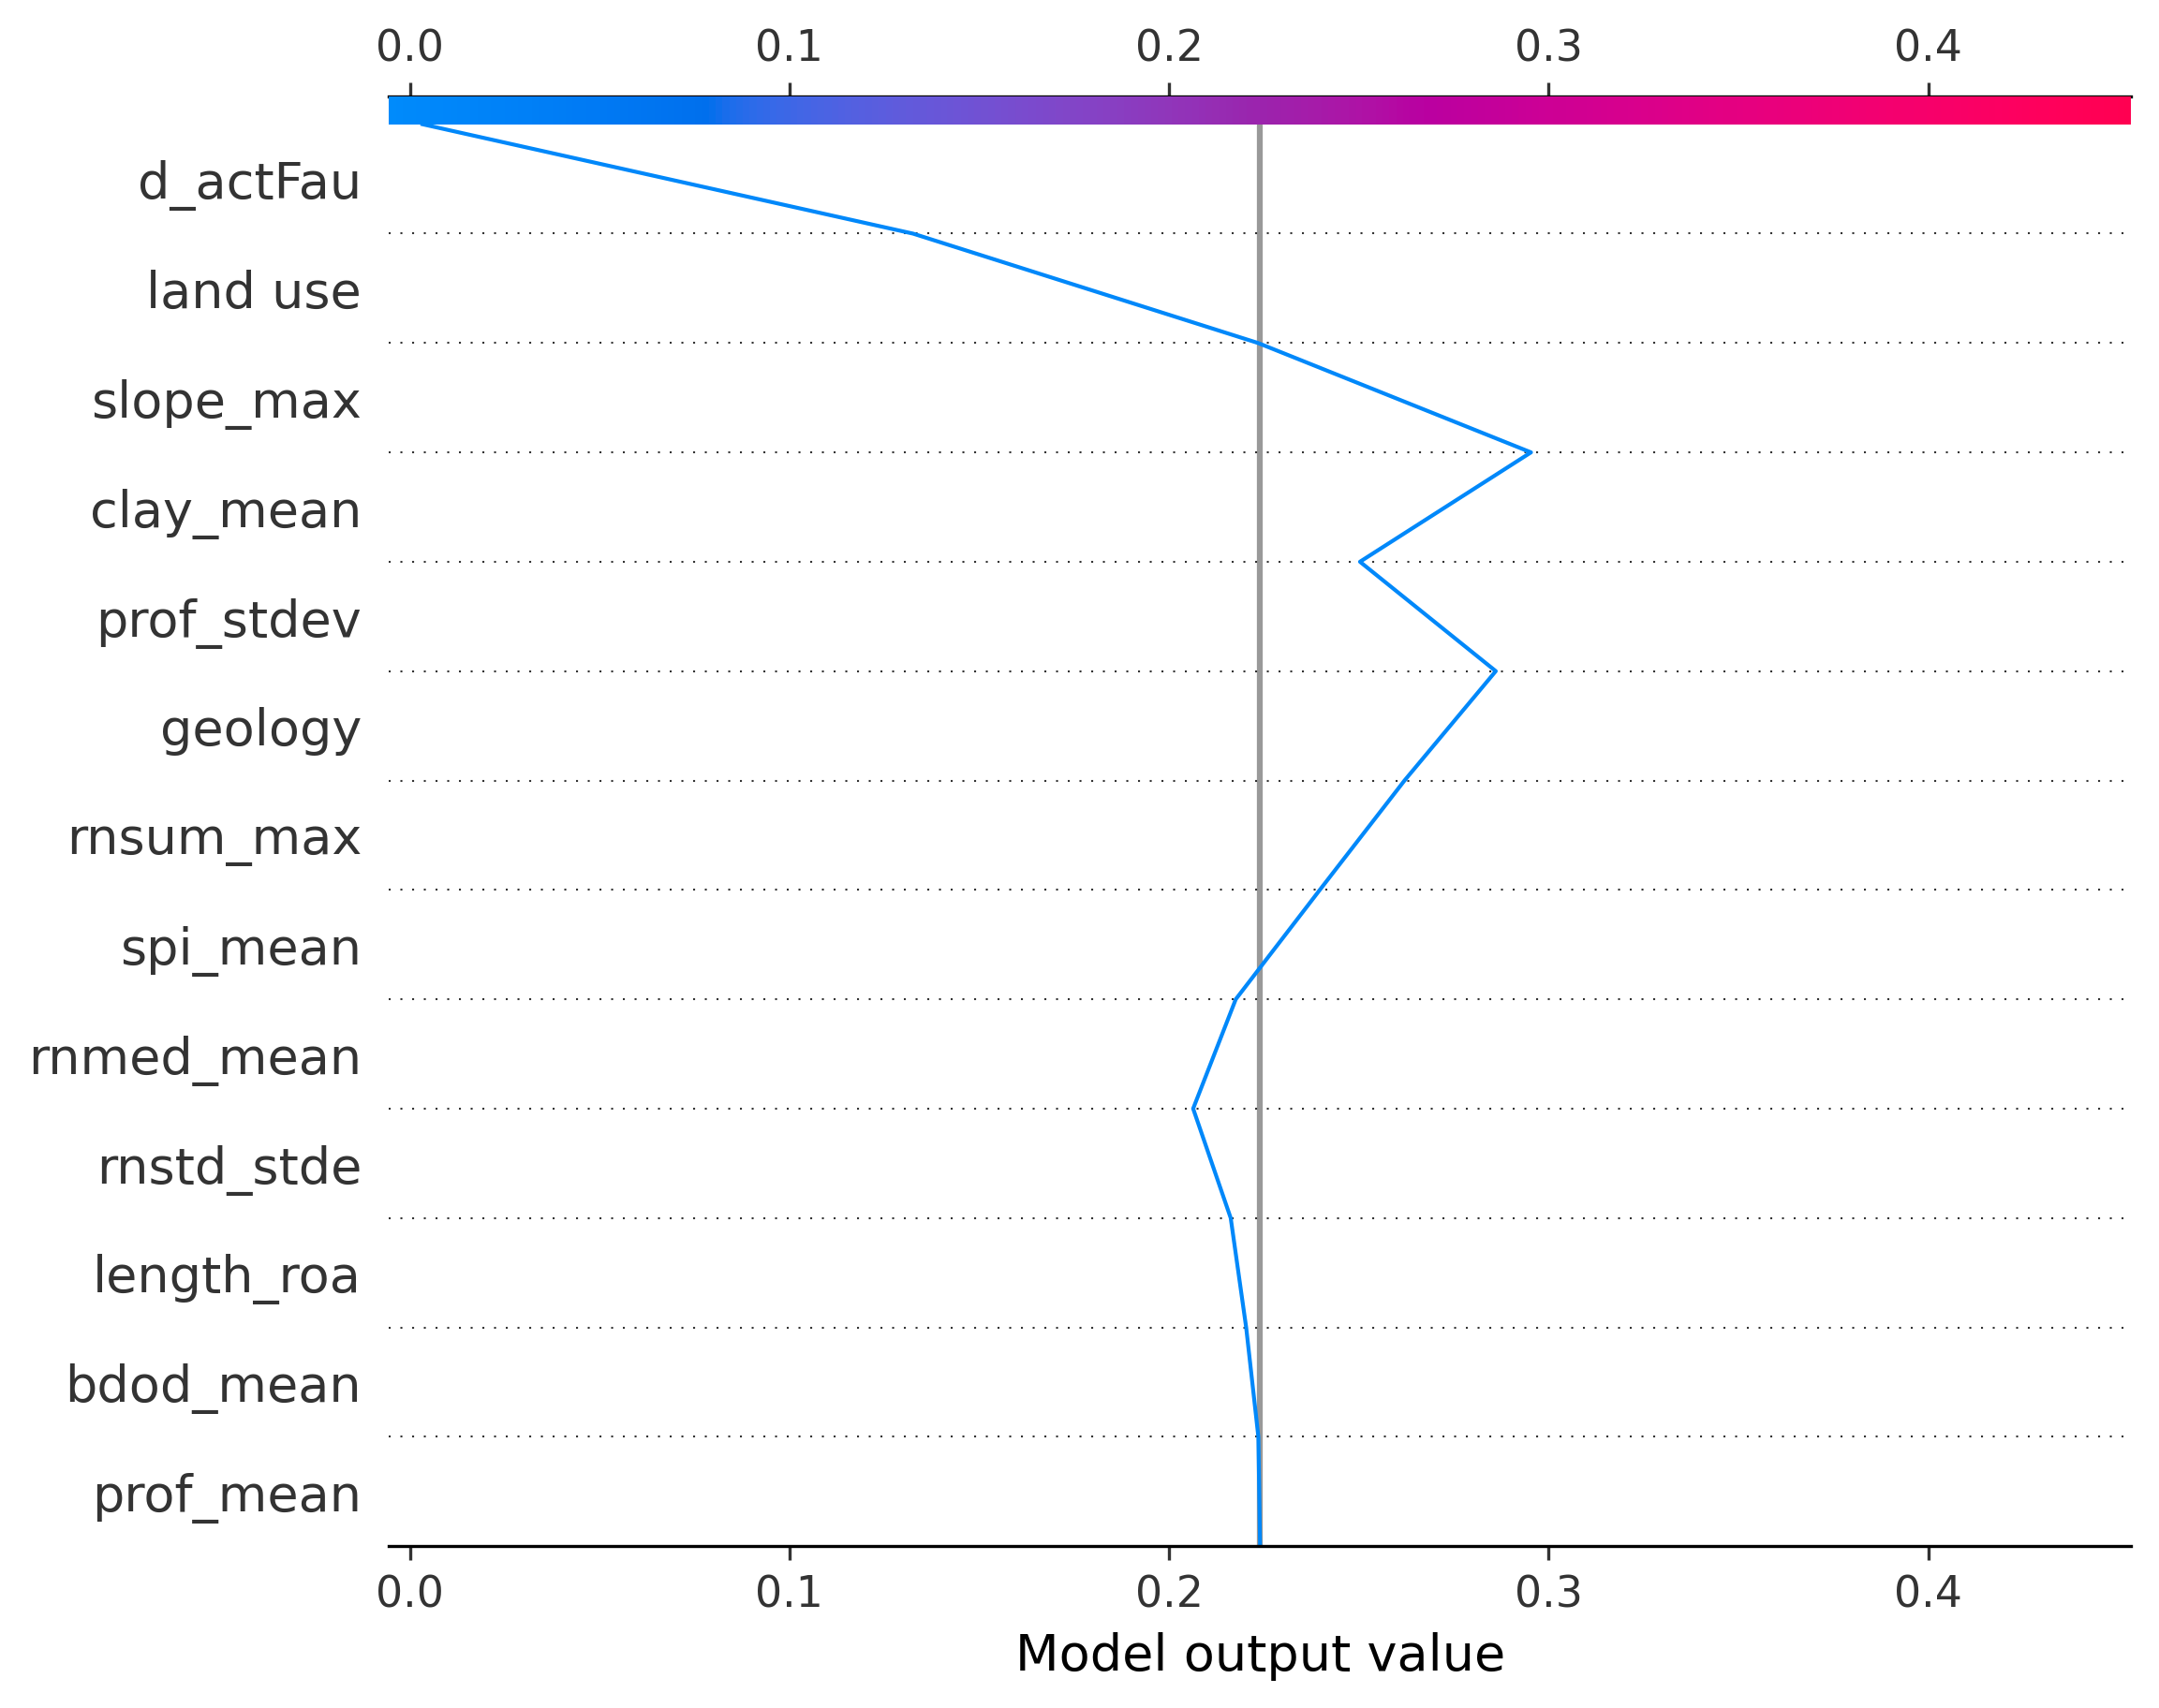 0.0 0.1 0.2 0.3 0.4
d_actFau
land use
slope_max
clay_mean
prof_stdev
geology
rnsum_max
spi_mean
rnmed_mean
rnstd_stde
length_roa
bdod_mean
prof_mean
0.0 0.1 0.2 0.3 0.4
Model output value